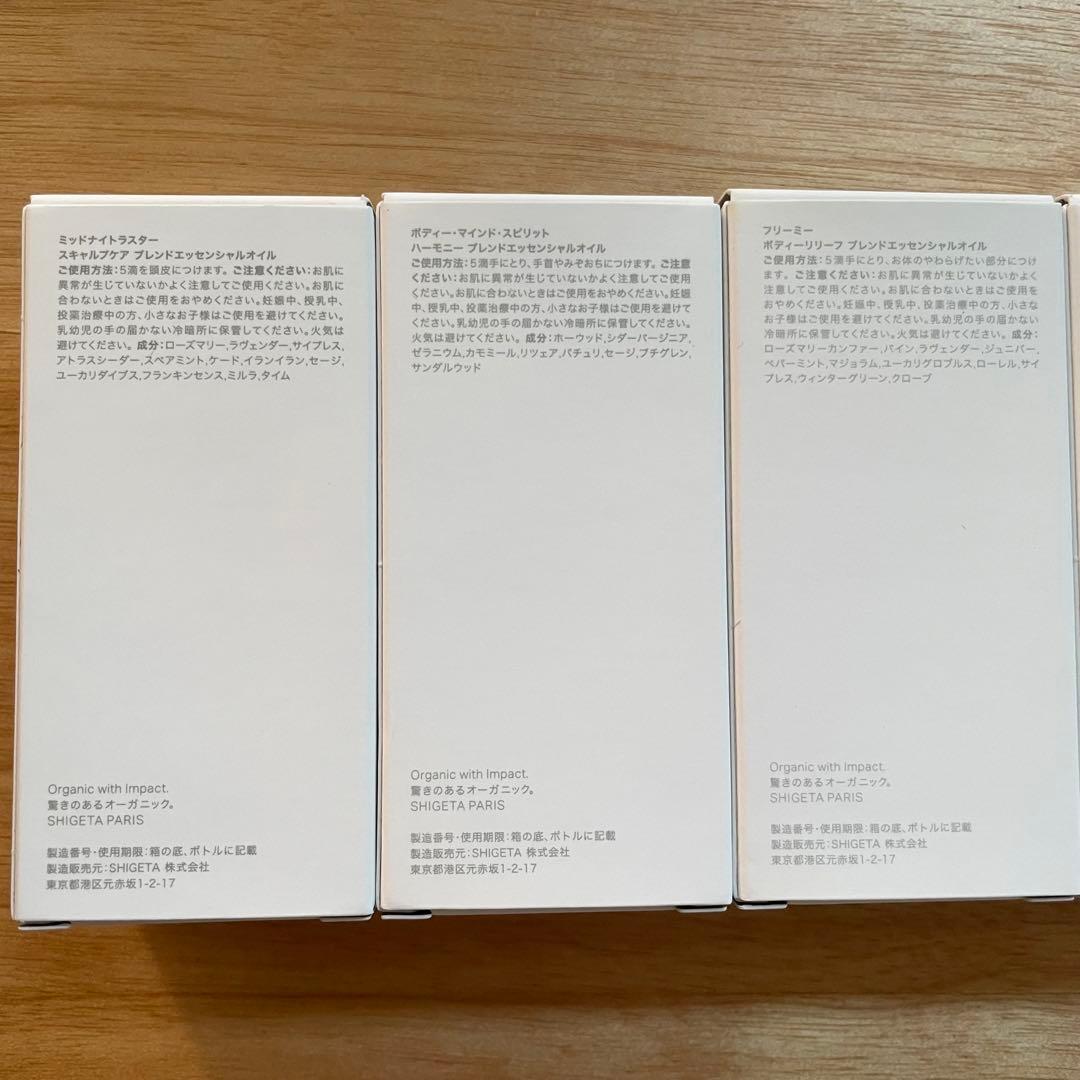 ミッドナイトラスター
スキャルプケア ブレンドエッセンシャルオイル
ご使用方法:5滴を頭皮につけます。ご注意ください:お肌に
異常が生じていないかよく注意してご使用ください。お肌に
合わないときはご使用をおやめください。妊娠中、授乳中、
投薬治療中の方、小さなお子様はご使用を避けてください。
乳幼児の手の届かない冷暗所に保管してください。火気は
避けてください。成分:ローズマリー,ラヴェンダー,サイプレス,
アトラスシーダー,スペアミント,ケード,イランイラン,セージ,
ユーカリダイブス,フランキンセンス,ミルラ,タイム
Organic with Impact.
驚きのあるオーガニック。
SHIGETA PARIS
製造番号・使用期限:箱の底、ボトルに記載
製造販売元:SHIGETA 株式会社
東京都港区元赤坂1-2-17
ボディー・マインド・スピリット
ハーモニー ブレンドエッセンシャルオイル
ご使用方法:5滴手にとり、手首やみぞおちにつけます。ご注意
ください:お肌に異常が生じていないかよく注意してご使用
ください。お肌に合わないときはご使用をおやめください。妊娠
中、授乳中、投薬治療中の方、小さなお子様はご使用を避けて
ください。乳幼児の手の届かない冷暗所に保管してください。
火気は避けてください。成分:ホーウッド,シダーバージニア,
ゼラニウム,カモミール,リツェア,パチュリ,セージ,プチグレン,
サンダルウッド
Organic with Impact.
驚きのあるオーガニック。
SHIGETA PARIS
製造番号・使用期限:箱の底、ボトルに記載
製造販売元:SHIGETA 株式会社
東京都港区元赤坂1-2-17
フリーミー
ボディーリリーフ ブレンドエッセンシャルオイル
ご使用方法:5滴手にとり、お体のやわらげたい部分につけ
ます。ご注意ください:お肌に異常が生じていないかよく注
意してご使用ください。お肌に合わないときはご使用を
おやめください。妊娠中、授乳中、投薬治療中の方、小さな
お子様はご使用を避けてください。乳幼児の手の届かない
冷暗所に保管してください。火気は避けてください。成分:
ローズマリーカンファー,パイン,ラヴェンダー,ジュニパー,
ペパーミント,マジョラム,ユーカリグロブルス,ローレル,サイ
プレス,ウィンターグリーン,クローブ
Organic with Impact.
驚きのあるオーガニック。
SHIGETA PARIS
製造番号・使用期限:箱の底、ボトルに記載
製造販売元:SHIGETA 株式会社
東京都港区元赤坂1-2-17